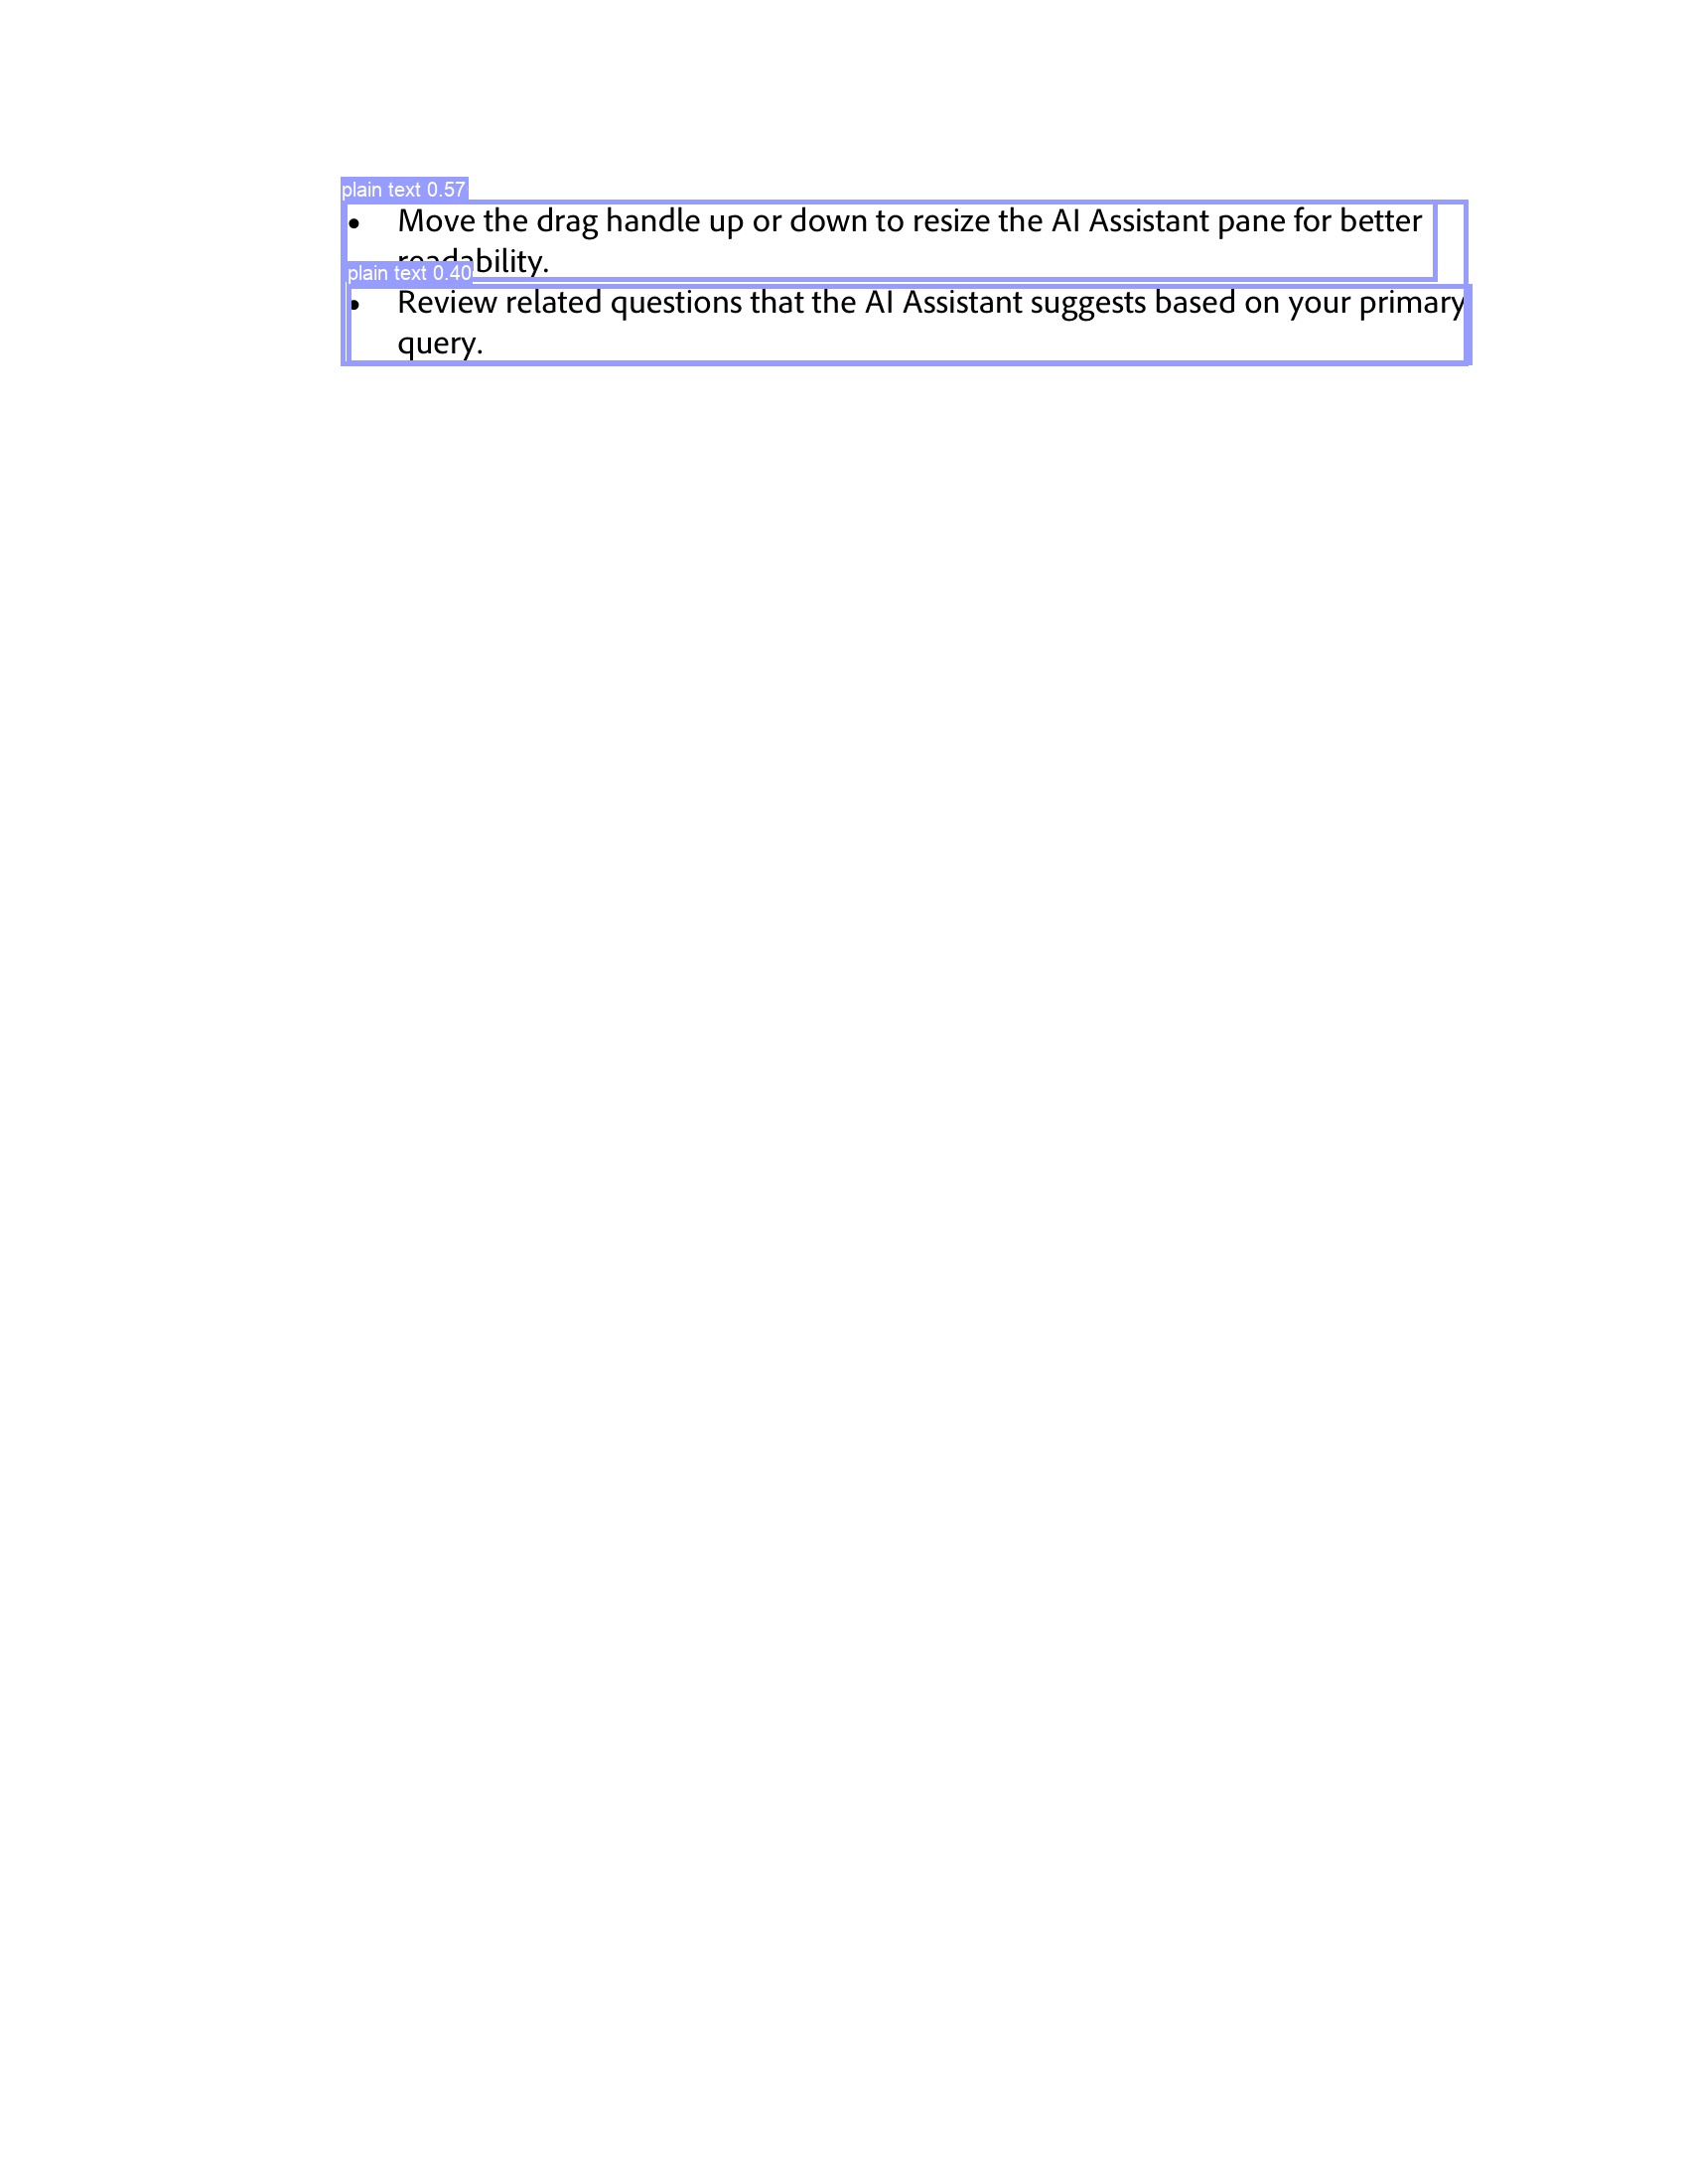 plain text 0.57
• Move the drag handle up or down to resize the AI Assistant pane for better
readability.
plain text 0.40
• Review related questions that the AI Assistant suggests based on your primary
query.